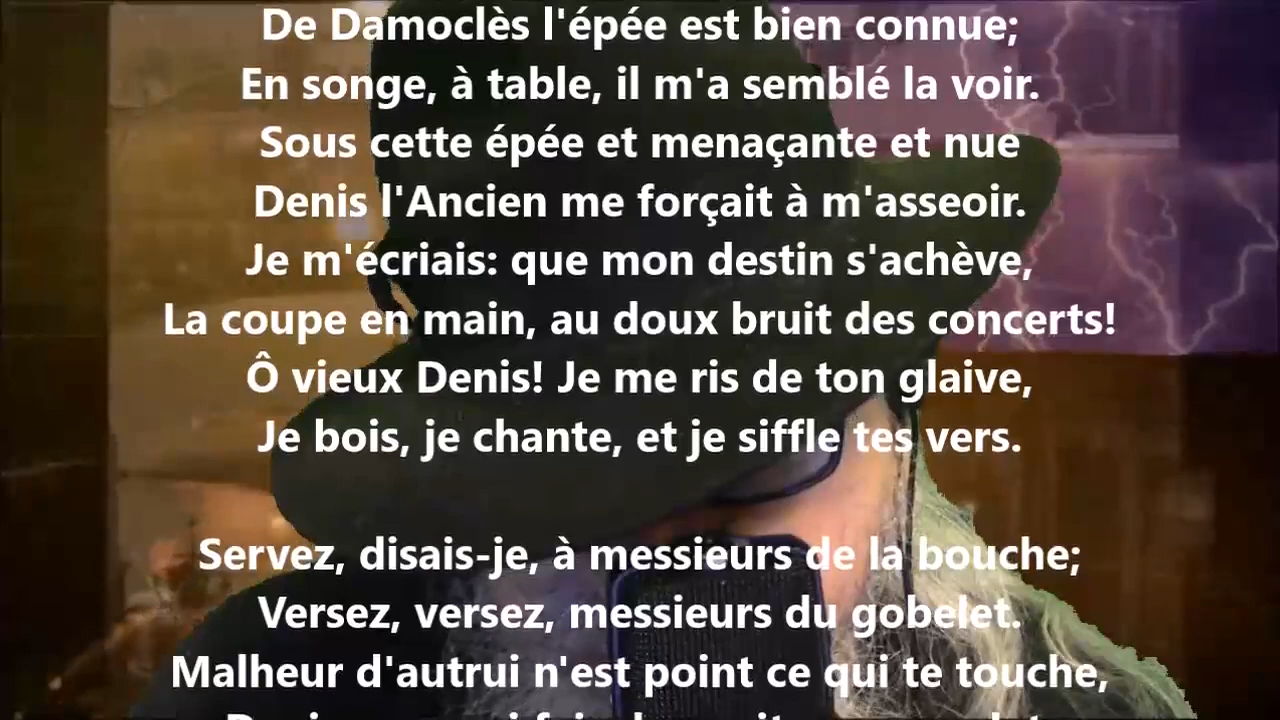 De Damoclès l'épée est bien connue;
En songe, à table, il m'a semblé la voir.
Sous cette épée et menaçante et nue
Denis l'Ancien me forçait à m'asseoir.
Je m'écriais: que mon destin s'achève,
La coupe en main, au doux bruit des concerts!
Ô vieux Denis! Je me ris de ton glaive,
Je bois, je chante, et je siffle tes vers.
Servez, disais-je, à messieurs de la bouche;
Versez, versez, messieurs du gobelet.
Malheur d'autrui n'est point ce qui te touche,